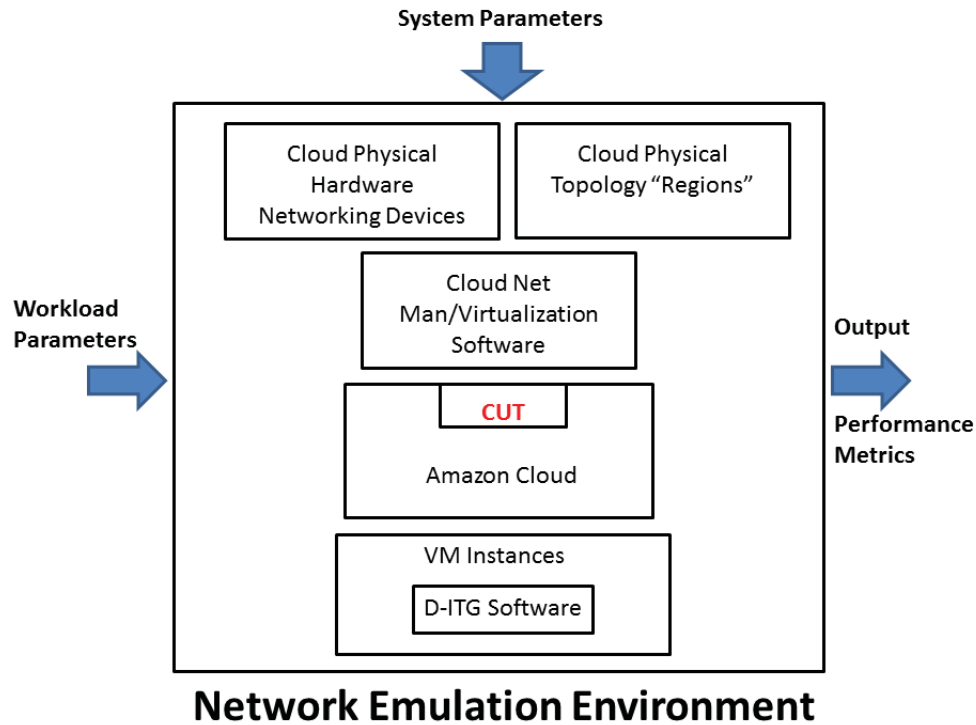 System Parameters
Cloud Physical
Hardware
Networking Devices
Cloud Physical
Topology “Regions”
Cloud Net
Man/Virtualization
Software
Workload
Parameters
Output
Performance
Metrics
CUT
Amazon Cloud
VM Instances
D-ITG Software
Network Emulation Environment